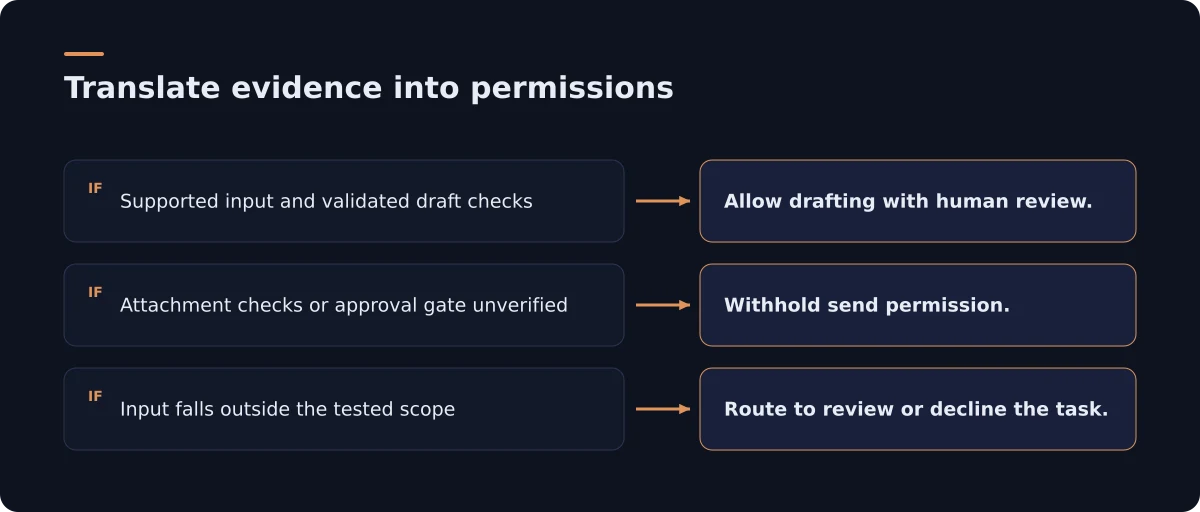 Translate evidence into permissions
IF
Supported input and validated draft checks
Allow drafting with human review.
IF
Attachment checks or approval gate unverified
Withhold send permission.
IF
Input falls outside the tested scope
Route to review or decline the task.